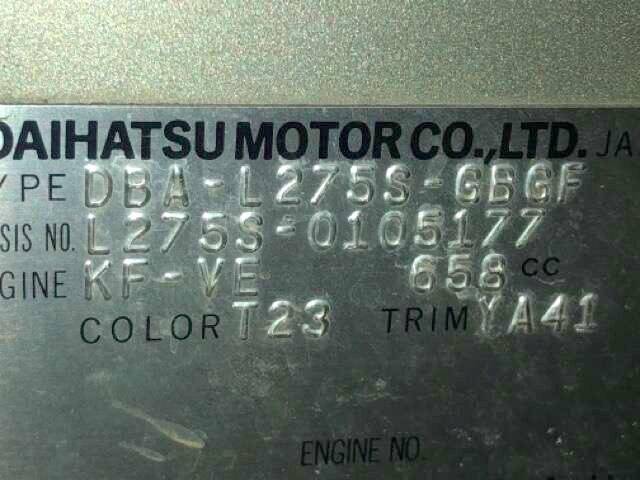 DAIHATSU MOTOR CO., LTD. JA
YPE DBA-L275S-GBGF
SIS NO. L275S-0105177
GINE KF-VE 658 CC
COLOR T23 TRIM YA41
ENGINE NO.